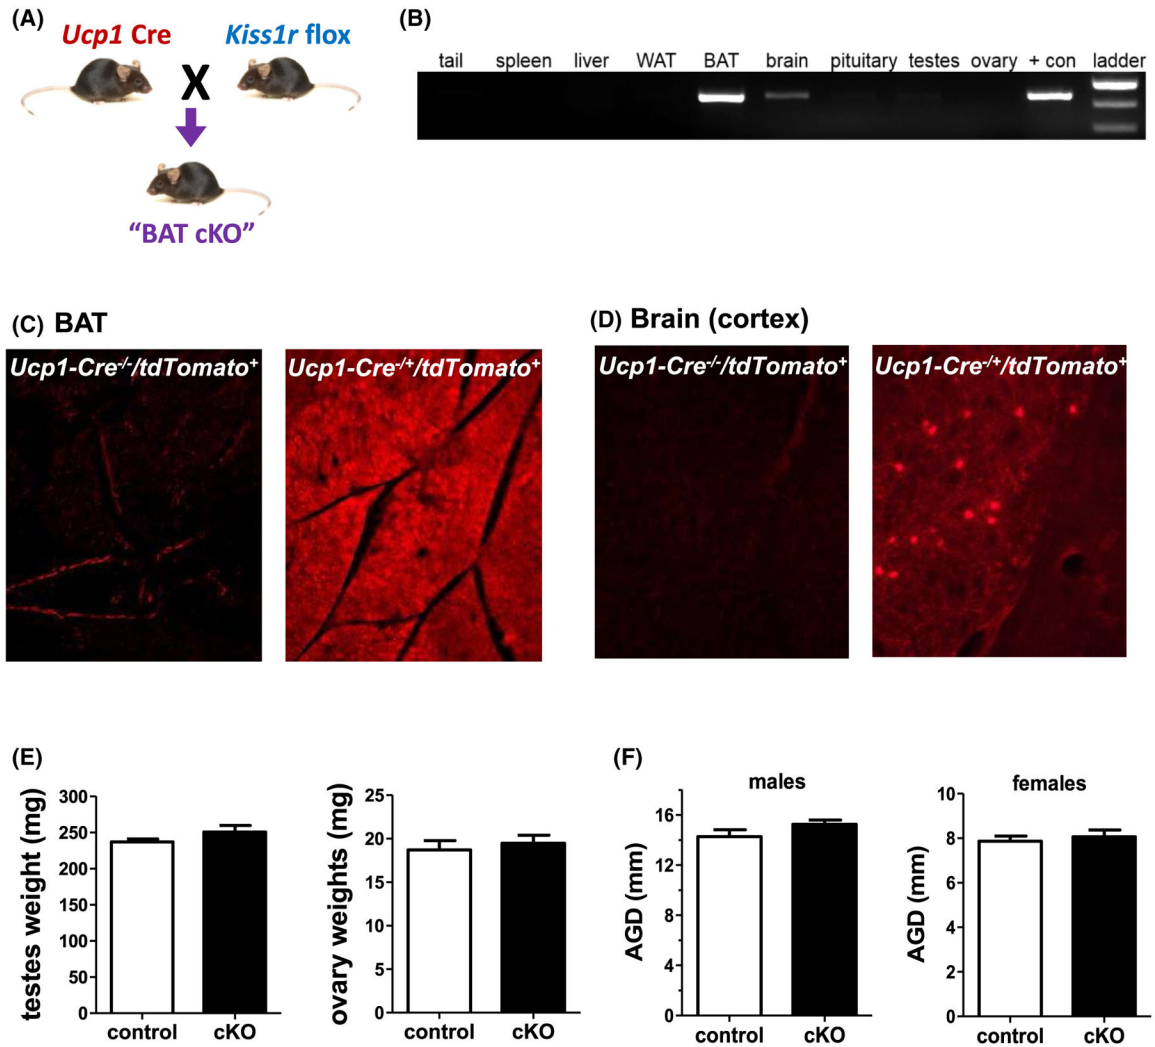 (A)
Ucp1 Cre Kiss1r flox
X
“BAT cKO”
(B)
tail spleen liver WAT BAT brain pituitary testes ovary + con ladder
(C) BAT
Ucp1-Cre-/-/tdTomato+ Ucp1-Cre-/+/tdTomato+
(D) Brain (cortex)
Ucp1-Cre-/-/tdTomato+ Ucp1-Cre-/+/tdTomato+
(E)
testes weight (mg)
300
250
200
150
100
50
0
control cKO
ovary weights (mg)
25
20
15
10
5
0
control cKO
(F)
males
AGD (mm)
16
12
8
4
0
control cKO
females
AGD (mm)
10
8
6
4
2
0
control cKO